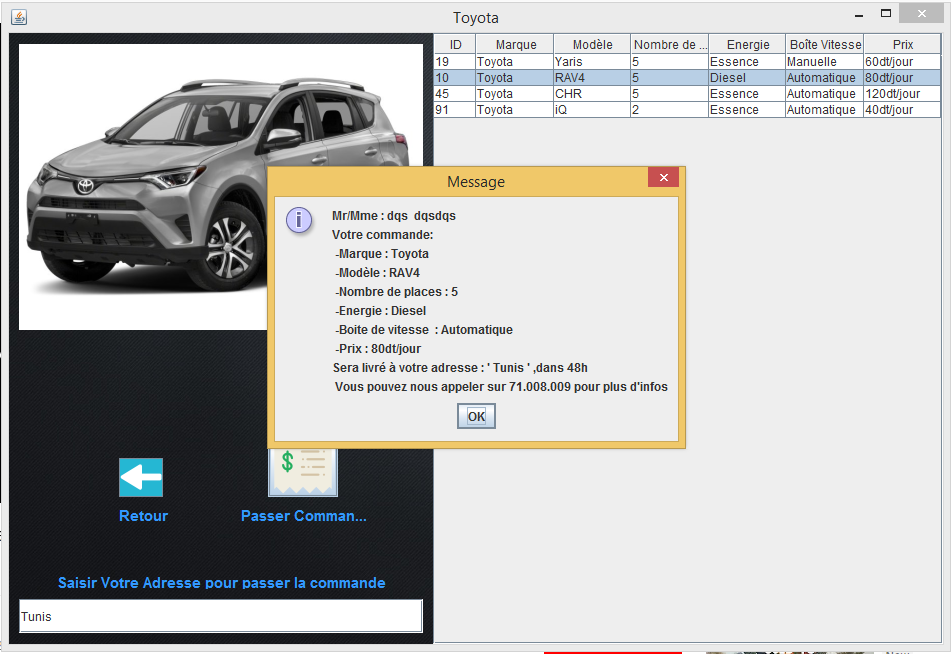 Toyota
ID Marque Modèle Nombre de ... Energie Boîte Vitesse Prix
19 Toyota Yaris 5 Essence Manuelle 60dt/jour
10 Toyota RAV4 5 Diesel Automatique 80dt/jour
45 Toyota CHR 5 Essence Automatique 120dt/jour
91 Toyota iQ 2 Essence Automatique 40dt/jour
Message
Mr/Mme : dqs  dqsdqs
Votre commande:
-Marque : Toyota
-Modèle : RAV4
-Nombre de places : 5
-Energie : Diesel
-Boite de vitesse  : Automatique
-Prix : 80dt/jour
Sera livré à votre adresse : ' Tunis ' ,dans 48h
Vous pouvez nous appeler sur 71.008.009 pour plus d'infos
OK
$
Retour Passer Comman...
Saisir Votre Adresse pour passer la commande
Tunis